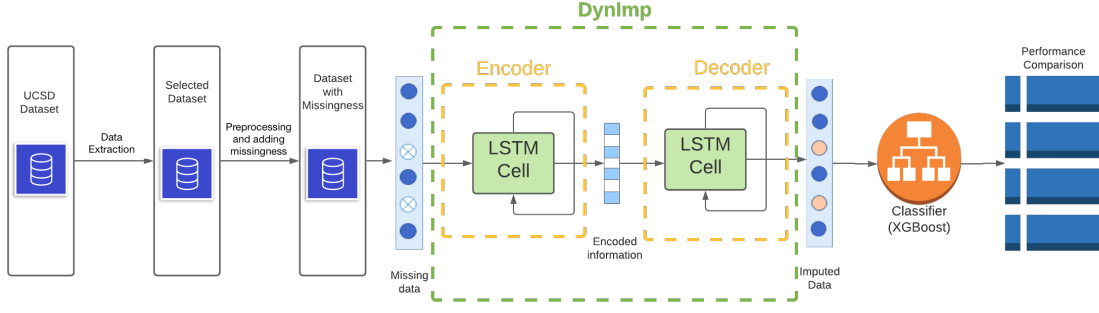 DynImp
UCSD
Dataset
Data
Extraction
Selected
Dataset
Preprocessing
and adding
missingness
Dataset
with
Missingness
Missing
data
Encoder
LSTM
Cell
Encoded
information
Decoder
LSTM
Cell
Imputed
Data
Classifier
(XGBoost)
Performance
Comparison